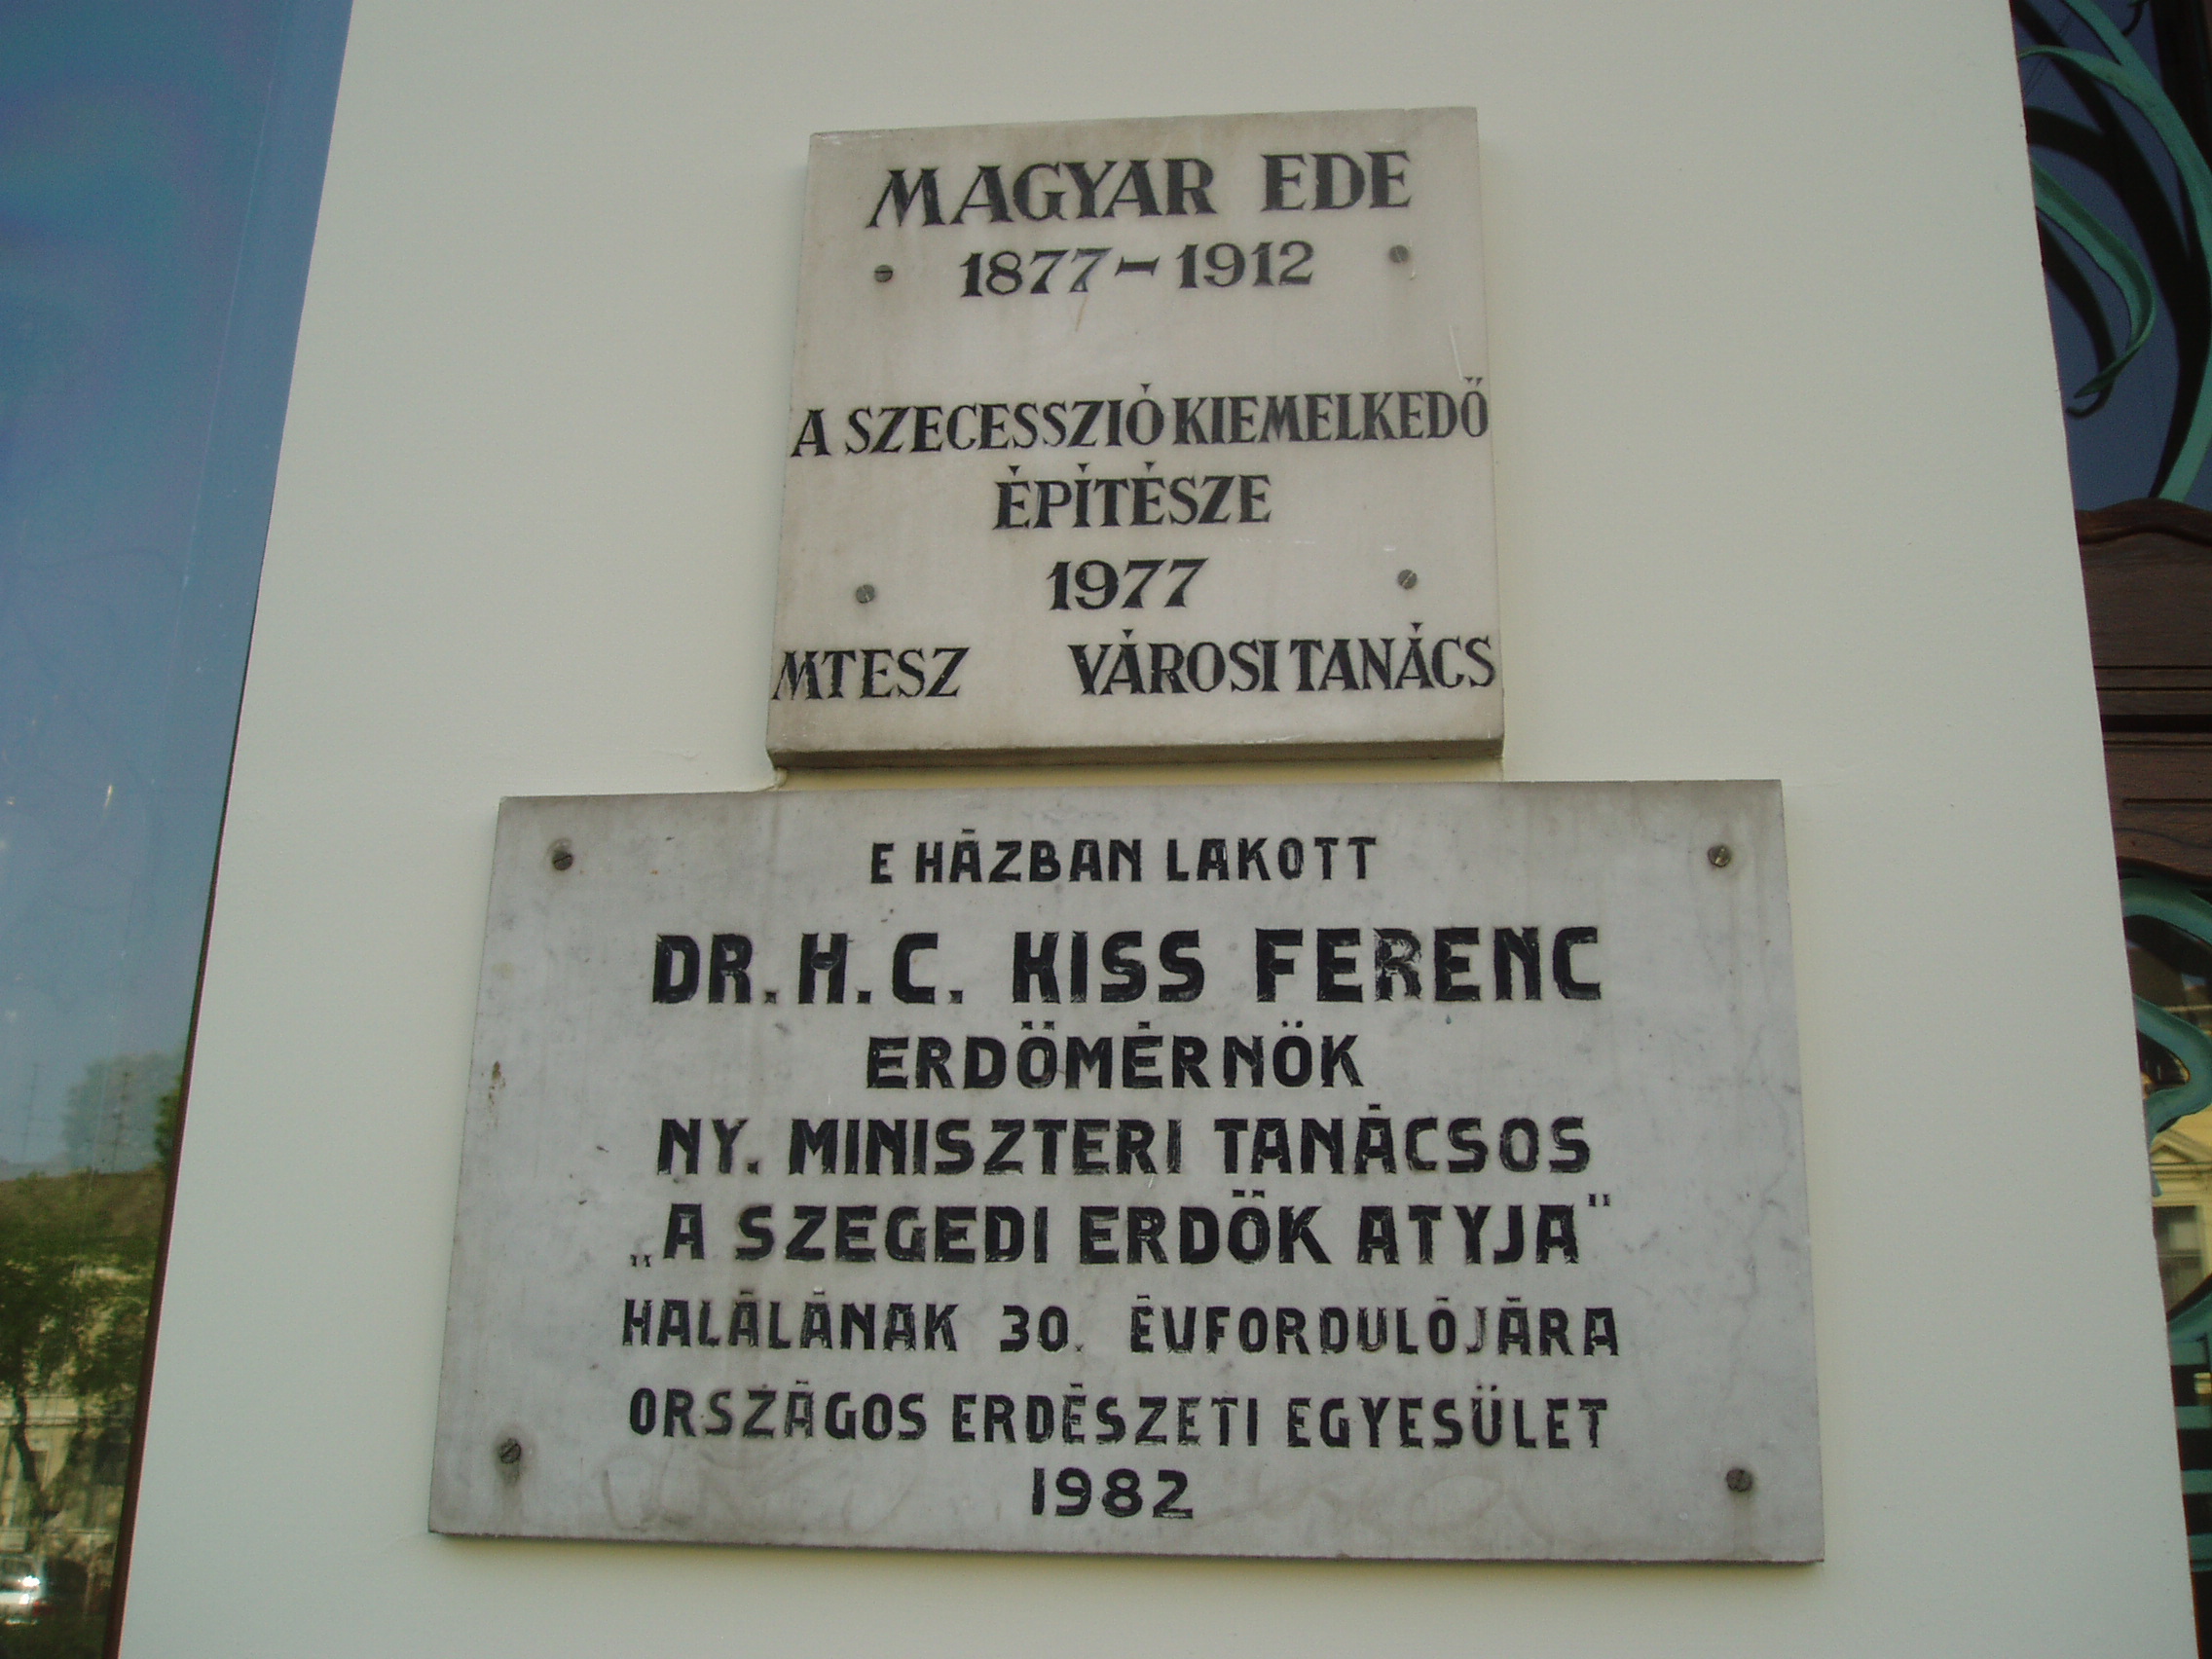 MAGYAR EDE
1877-1912
A SZECESSZIÓ KIEMELKEDŐ
ÉPÍTÉSZE
1977
MTESZ VÁROSI TANÁCS
E HÁZBAN LAKOTT
DR. H. C. KISS FERENC
ERDŐMÉRNÖK
NY. MINISZTERI TANÁCSOS
„A SZEGEDI ERDŐK ATYJA"
HALÁLÁNAK 30. ÉVFORDULÓJÁRA
ORSZÁGOS ERDÉSZETI EGYESÜLET
1982